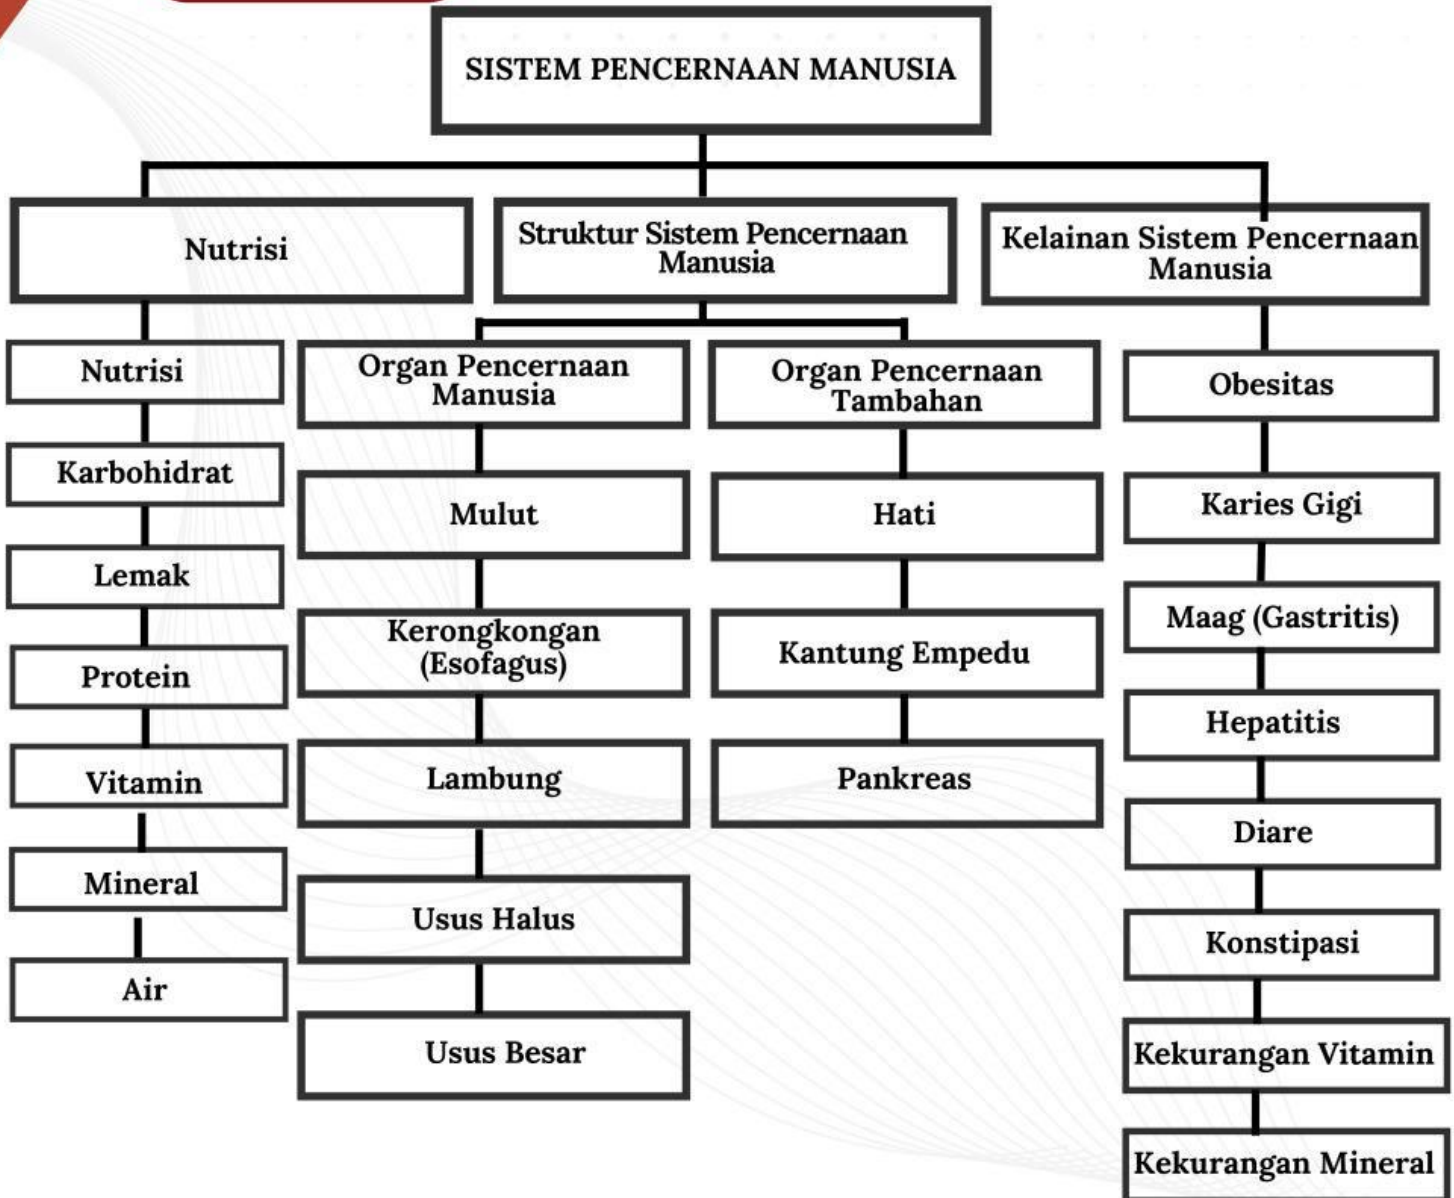 SISTEM PENCERNAAN MANUSIA
Nutrisi
Struktur Sistem Pencernaan
Manusia
Kelainan Sistem Pencernaan
Manusia
Nutrisi
Karbohidrat
Lemak
Protein
Vitamin
Mineral
Air
Organ Pencernaan
Manusia
Mulut
Kerongkongan
(Esofagus)
Lambung
Usus Halus
Usus Besar
Organ Pencernaan
Tambahan
Hati
Kantung Empedu
Pankreas
Obesitas
Karies Gigi
Maag (Gastritis)
Hepatitis
Diare
Konstipasi
Kekurangan Vitamin
Kekurangan Mineral